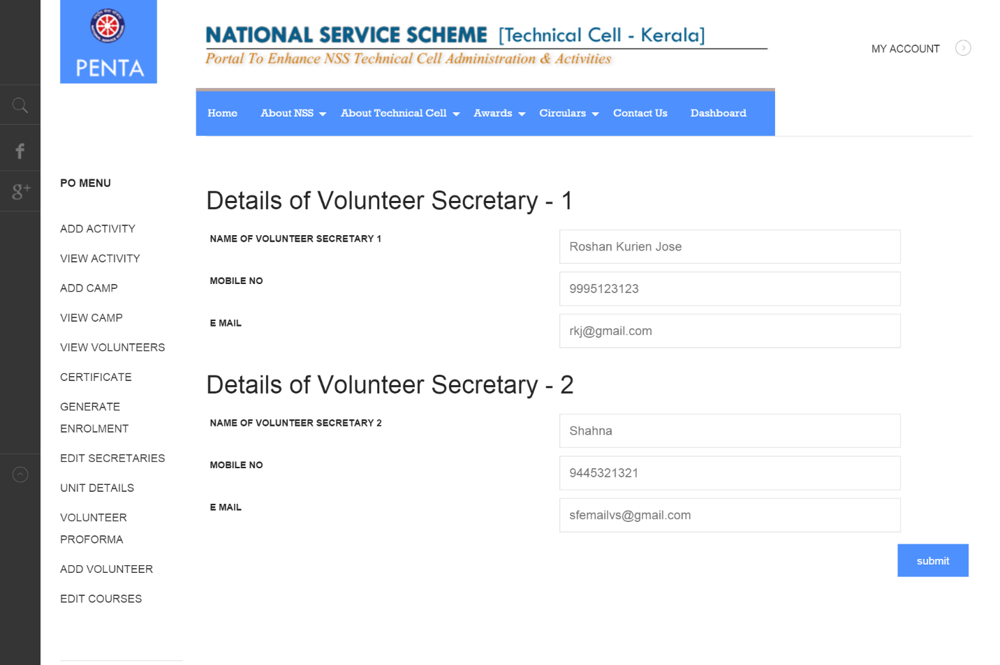 PENTA
NATIONAL SERVICE SCHEME [Technical Cell - Kerala]
Portal To Enhance NSS Technical Cell Administration & Activities
MY ACCOUNT
Home About NSS About Technical Cell Awards Circulars Contact Us Dashboard
g+
PO MENU
ADD ACTIVITY
VIEW ACTIVITY
ADD CAMP
VIEW CAMP
VIEW VOLUNTEERS
CERTIFICATE
GENERATE
ENROLMENT
EDIT SECRETARIES
UNIT DETAILS
VOLUNTEER
PROFORMA
ADD VOLUNTEER
EDIT COURSES
Details of Volunteer Secretary - 1
NAME OF VOLUNTEER SECRETARY 1 Roshan Kurien Jose
MOBILE NO 9995123123
E MAIL rkj@gmail.com
Details of Volunteer Secretary - 2
NAME OF VOLUNTEER SECRETARY 2 Shahna
MOBILE NO 9445321321
E MAIL sfemailvs@gmail.com
submit